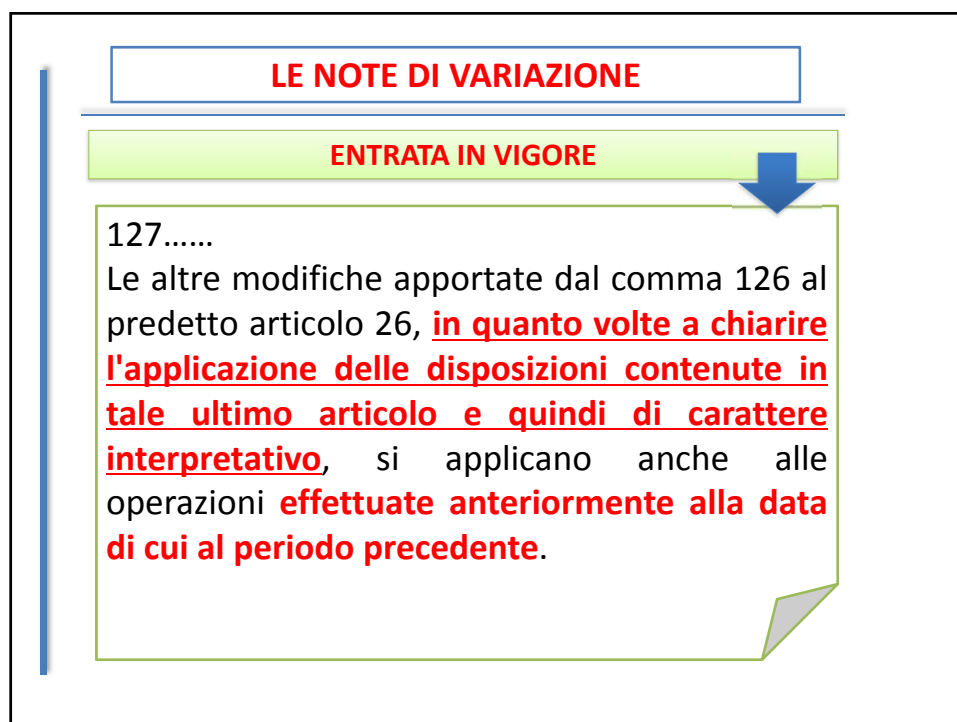 LE NOTE DI VARIAZIONE
ENTRATA IN VIGORE
127......
Le altre modifiche apportate dal comma 126 al
predetto articolo 26, in quanto volte a chiarire
l'applicazione delle disposizioni contenute in
tale ultimo articolo e quindi di carattere
interpretativo, si applicano anche alle
operazioni effettuate anteriormente alla data
di cui al periodo precedente.